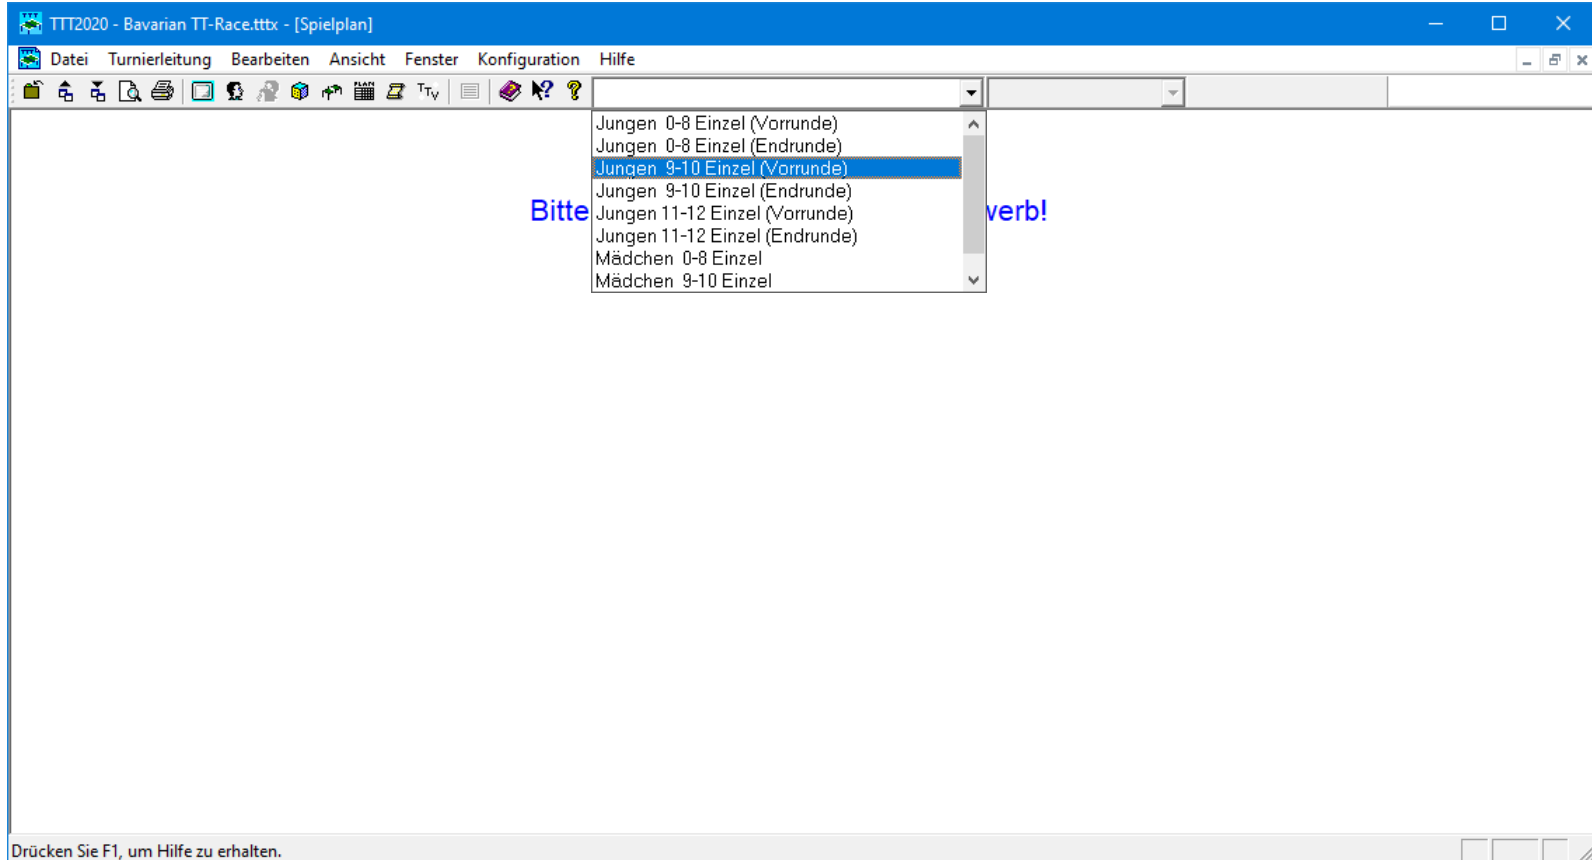 TTT2020 - Bavarian TT-Race.tttx - [Spielplan]
Datei Turnierleitung Bearbeiten Ansicht Fenster Konfiguration Hilfe
Jungen 0-8 Einzel (Vorrunde)
Jungen 0-8 Einzel (Endrunde)
Jungen 9-10 Einzel (Vorrunde)
Jungen 9-10 Einzel (Endrunde)
Bitte werb!
Jungen 11-12 Einzel (Vorrunde)
Jungen 11-12 Einzel (Endrunde)
Mädchen 0-8 Einzel
Mädchen 9-10 Einzel
Drücken Sie F1, um Hilfe zu erhalten.